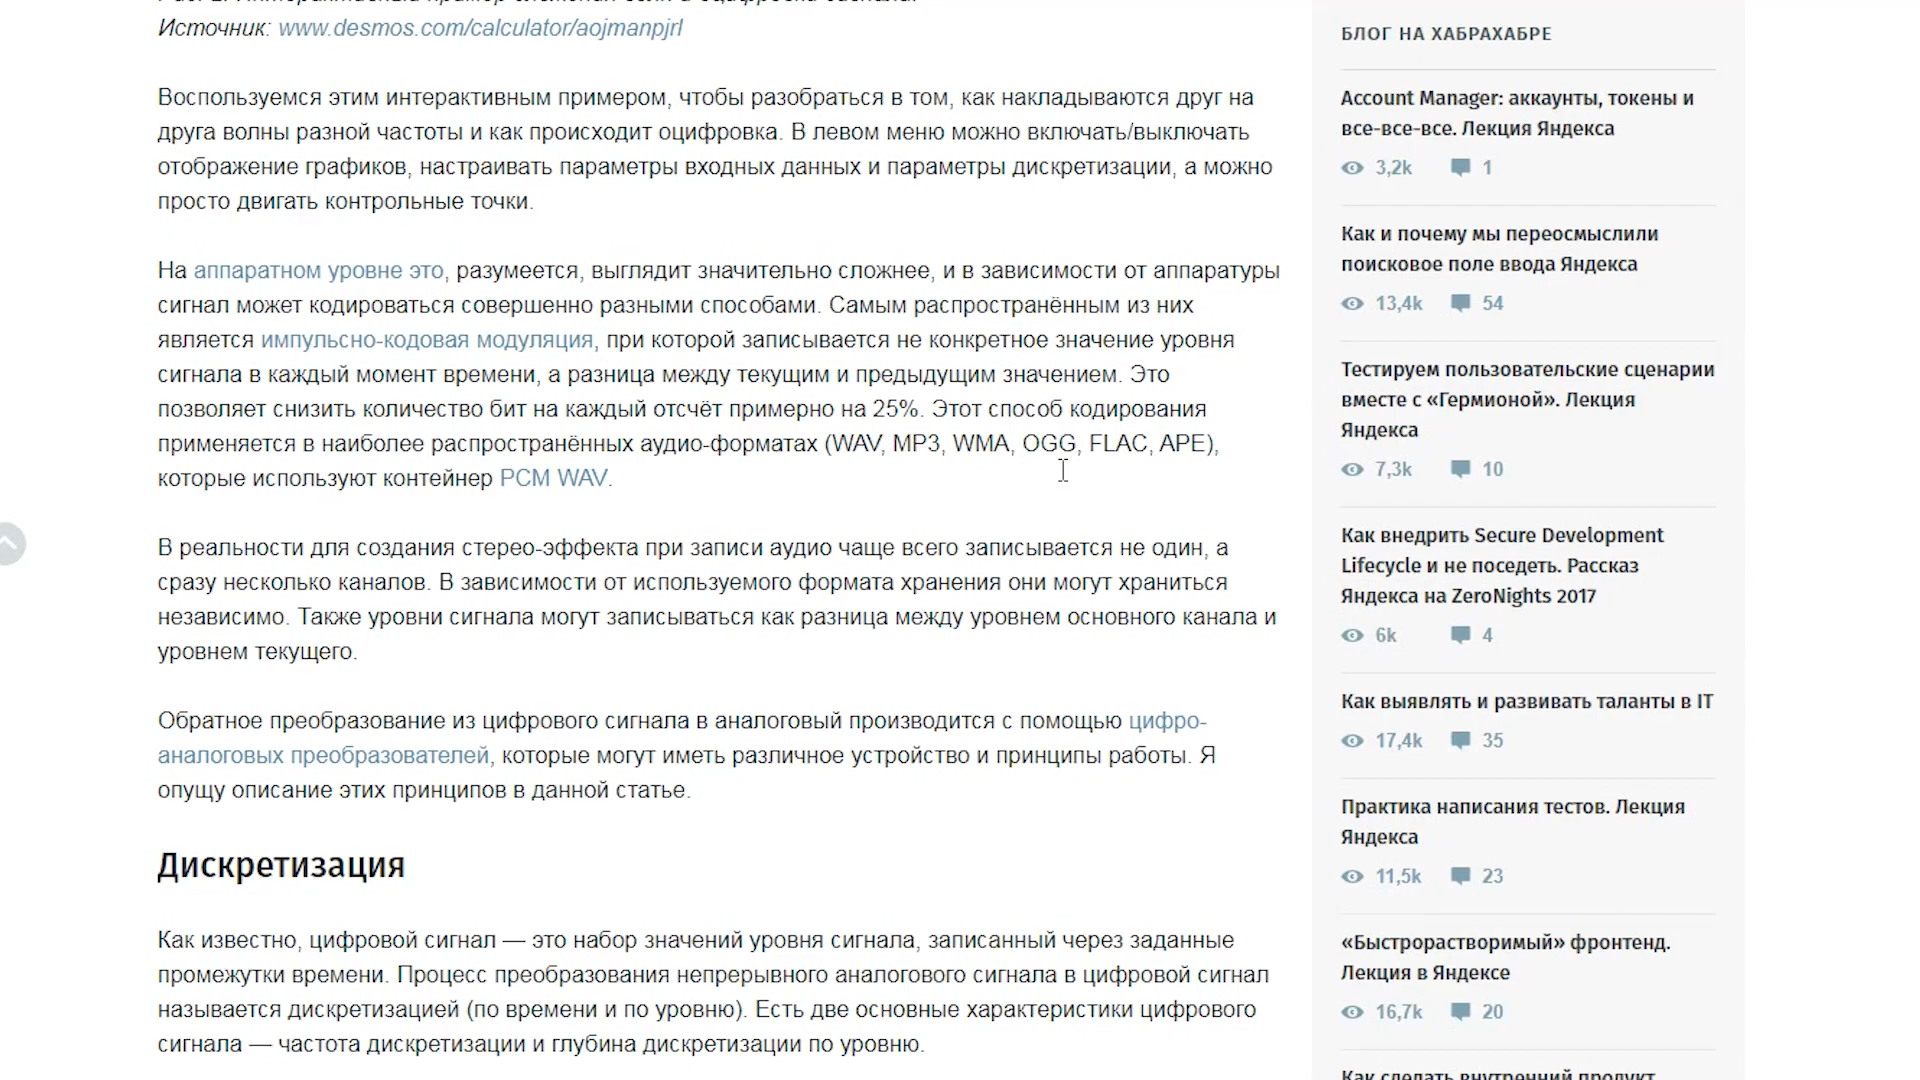 Источник: www.desmos.com/calculator/aojmanpjrl
Воспользуемся этим интерактивным примером, чтобы разобраться в том, как накладываются друг на
друга волны разной частоты и как происходит оцифровка. В левом меню можно включать/выключать
отображение графиков, настраивать параметры входных данных и параметры дискретизации, а можно
просто двигать контрольные точки.
На аппаратном уровне это, разумеется, выглядит значительно сложнее, и в зависимости от аппаратуры
сигнал может кодироваться совершенно разными способами. Самым распространённым из них
является импульсно-кодовая модуляция, при которой записывается не конкретное значение уровня
сигнала в каждый момент времени, а разница между текущим и предыдущим значением. Это
позволяет снизить количество бит на каждый отсчёт примерно на 25%. Этот способ кодирования
применяется в наиболее распространённых аудио-форматах (WAV, MP3, WMA, OGG, FLAC, APE),
которые используют контейнер PCM WAV.
В реальности для создания стерео-эффекта при записи аудио чаще всего записывается не один, а
сразу несколько каналов. В зависимости от используемого формата хранения они могут храниться
независимо. Также уровни сигнала могут записываться как разница между уровнем основного канала и
уровнем текущего.
Обратное преобразование из цифрового сигнала в аналоговый производится с помощью цифро-
аналоговых преобразователей, которые могут иметь различное устройство и принципы работы. Я
опущу описание этих принципов в данной статье.
Дискретизация
Как известно, цифровой сигнал — это набор значений уровня сигнала, записанный через заданные
промежутки времени. Процесс преобразования непрерывного аналогового сигнала в цифровой сигнал
называется дискретизацией (по времени и по уровню). Есть две основные характеристики цифрового
сигнала — частота дискретизации и глубина дискретизации по уровню.
БЛОГ НА ХАБРАХАБРЕ
Account Manager: аккаунты, токены и
все-все-все. Лекция Яндекса
3,2k 1
Как и почему мы переосмыслили
поисковое поле ввода Яндекса
13,4k 54
Тестируем пользовательские сценарии
вместе с «Гермионой». Лекция
Яндекса
7,3k 10
Как внедрить Secure Development
Lifecycle и не поседеть. Рассказ
Яндекса на ZeroNights 2017
6k 4
Как выявлять и развивать таланты в IT
17,4k 35
Практика написания тестов. Лекция
Яндекса
11,5k 23
«Быстрорастворимый» фронтенд.
Лекция в Яндексе
16,7k 20
Как сделать внутренний продукт